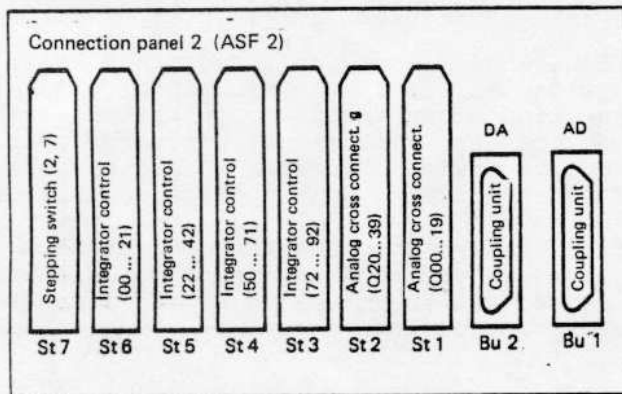 Connection panel 2 (ASF 2)
Stepping switch (2, 7)
Integrator control
(00 ... 21)
Integrator control
(22 ... 42)
Integrator control
(50 ... 71)
Integrator control
(72 ... 92)
Analog cross connect. g
(Q20...39)
Analog cross connect.
(Q00...19)
DA
AD
Coupling unit
Coupling unit
St 7
St 6
St 5
St 4
St 3
St 2
St 1
Bu 2
Bu 1